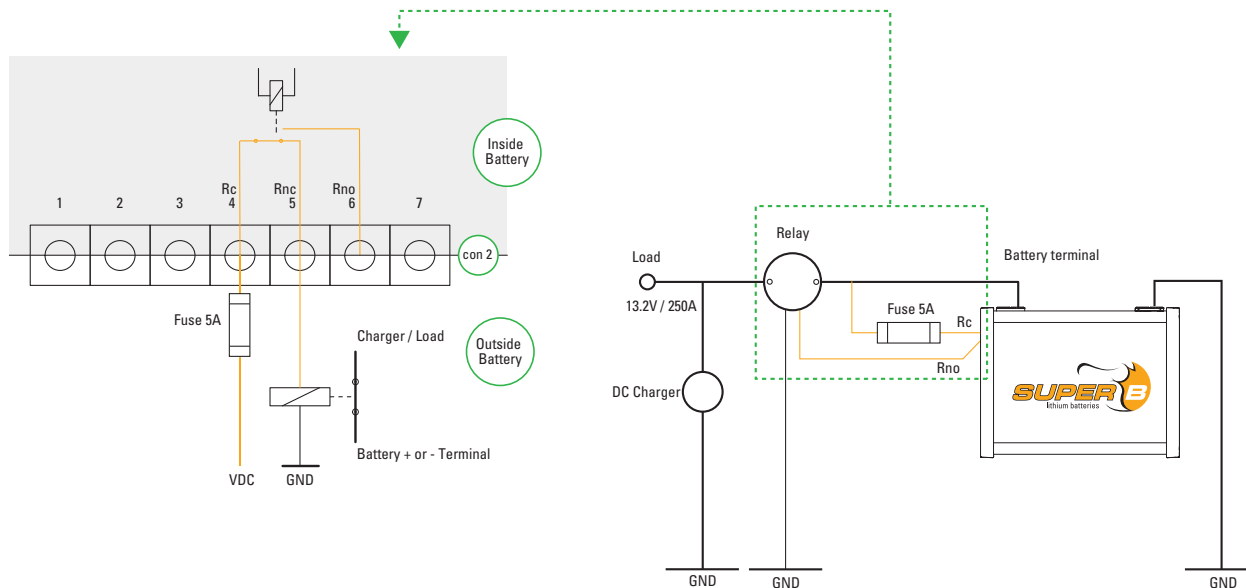 Inside
Battery
Rc
Rnc
Rno
1
2
3
4
5
6
7
con 2
Fuse 5A
Charger / Load
Outside
Battery
Battery + or - Terminal
VDC
GND
Relay
Load
Battery terminal
13.2V / 250A
Fuse 5A
Rc
Rno
DC Charger
SUPER B
lithium batteries
GND
GND
GND